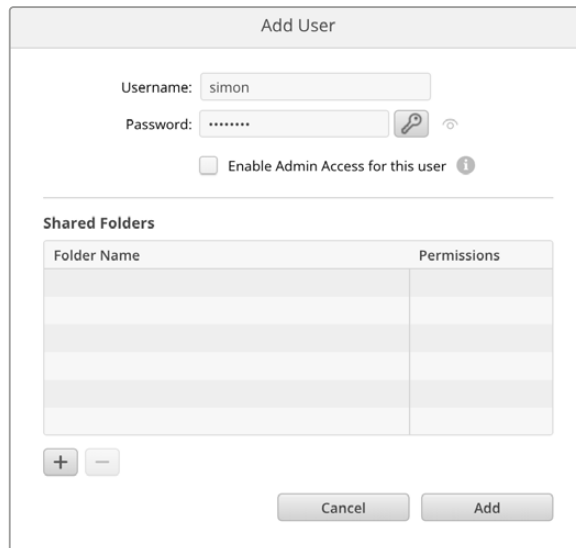 Add User
Username: simon
Password: ••••••••
Enable Admin Access for this user
Shared Folders
Folder Name Permissions
Cancel Add